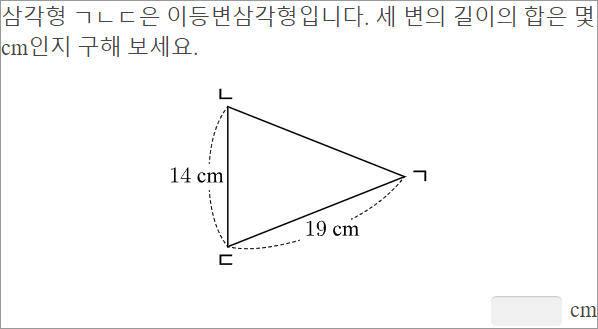 삼각형 ㄱㄴㄷ은 이등변삼각형입니다. 세 변의 길이의 합은 몇
cm인지 구해 보세요.
ㄴ
14 cm
ㄱ
19 cm
ㄷ
cm